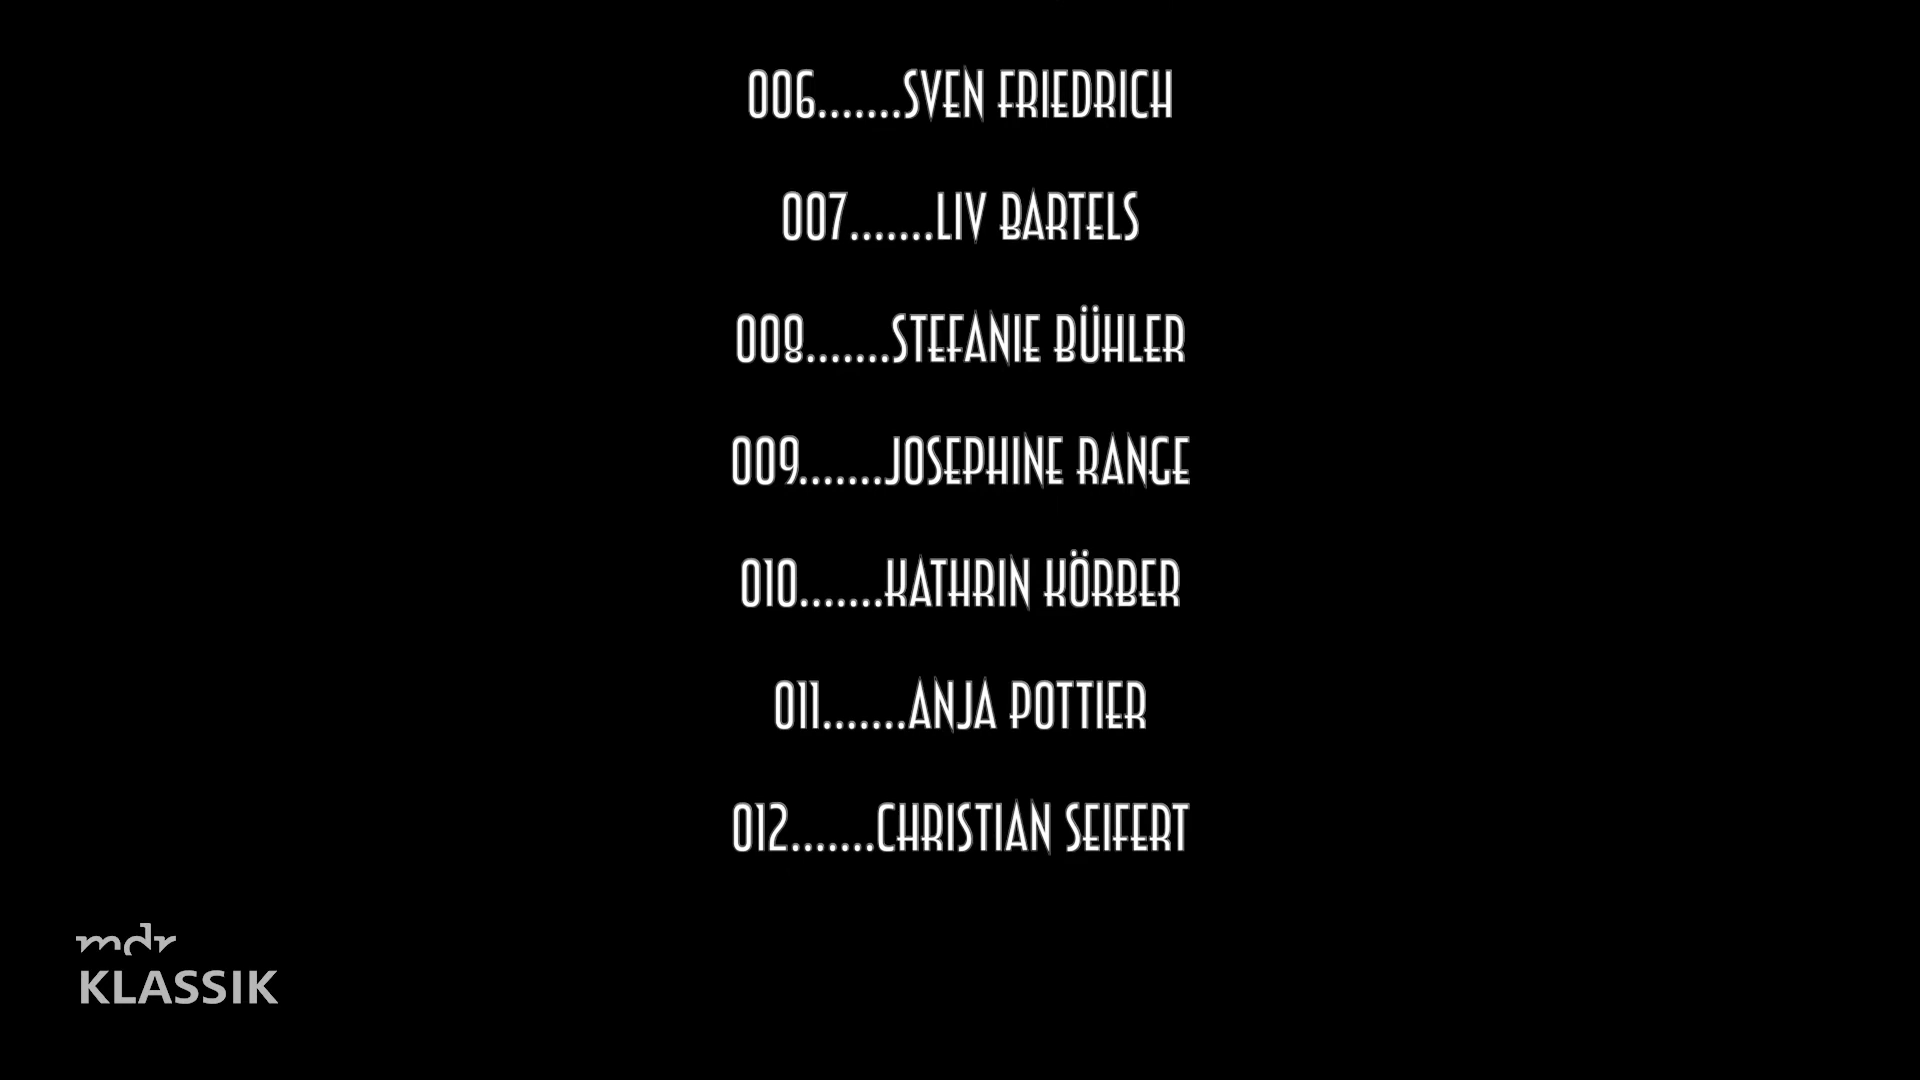 006.......SVEN FRIEDRICH
007.......LIV BARTELS
008.......STEFANIE BÜHLER
009.......JOSEPHINE RANGE
010.......KATHRIN KÖRBER
011.......ANJA POTTIER
012.......CHRISTIAN SEIFERT
mdr
KLASSIK